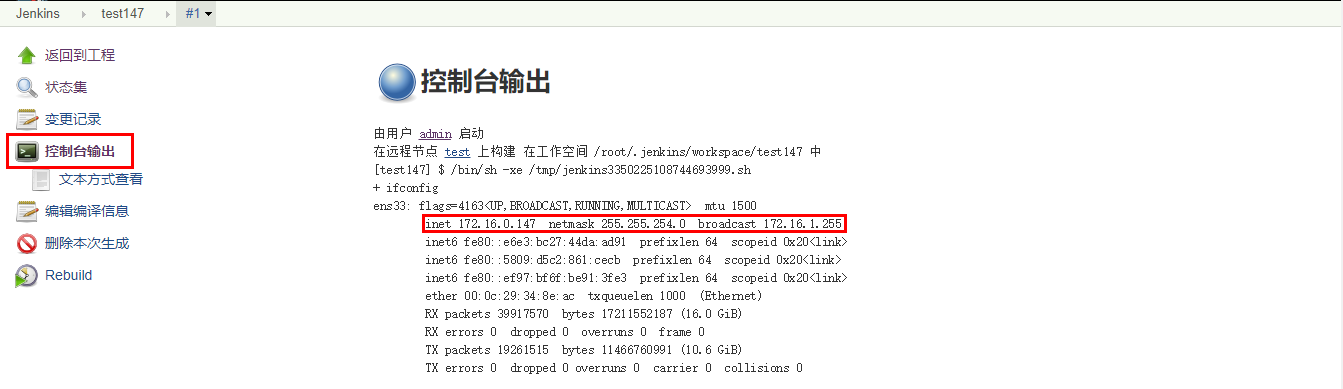 Jenkins test147 #1
返回到工程
状态集
变更记录
控制台输出
文本方式查看
编辑编译信息
删除本次生成
Rebuild
控制台输出
由用户 admin 启动
在远程节点 test 上构建 在工作空间 /root/.jenkins/workspace/test147 中
[test147] $ /bin/sh -xe /tmp/jenkins3350225108744693999.sh
+ ifconfig
ens33: flags=4163<UP,BROADCAST,RUNNING,MULTICAST>  mtu 1500
inet 172.16.0.147  netmask 255.255.254.0  broadcast 172.16.1.255
inet6 fe80::e6e3:bc27:44da:ad91  prefixlen 64  scopeid 0x20<link>
inet6 fe80::5809:d5c2:861:cecb  prefixlen 64  scopeid 0x20<link>
inet6 fe80::ef97:bf6f:be91:3fe3  prefixlen 64  scopeid 0x20<link>
ether 00:0c:29:34:8e:ac  txqueuelen 1000  (Ethernet)
RX packets 39917570  bytes 17211552187 (16.0 GiB)
RX errors 0  dropped 0  overruns 0  frame 0
TX packets 19261515  bytes 11466760991 (10.6 GiB)
TX errors 0  dropped 0 overruns 0  carrier 0  collisions 0